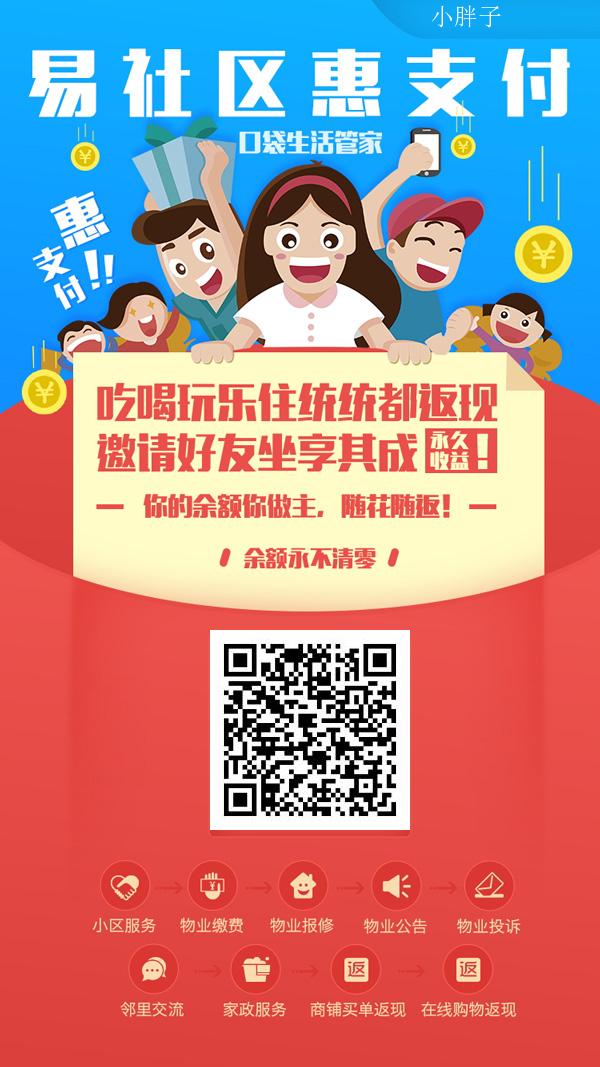 小胖子
易社区惠支付
口袋生活管家
惠
支付!!
吃喝玩乐住统统都返现
邀请好友坐享其成 永久收益!
你的余额你做主，随花随返！
余额永不清零
小区服务 物业缴费 物业报修 物业公告 物业投诉
返 返
邻里交流 家政服务 商铺买单返现 在线购物返现